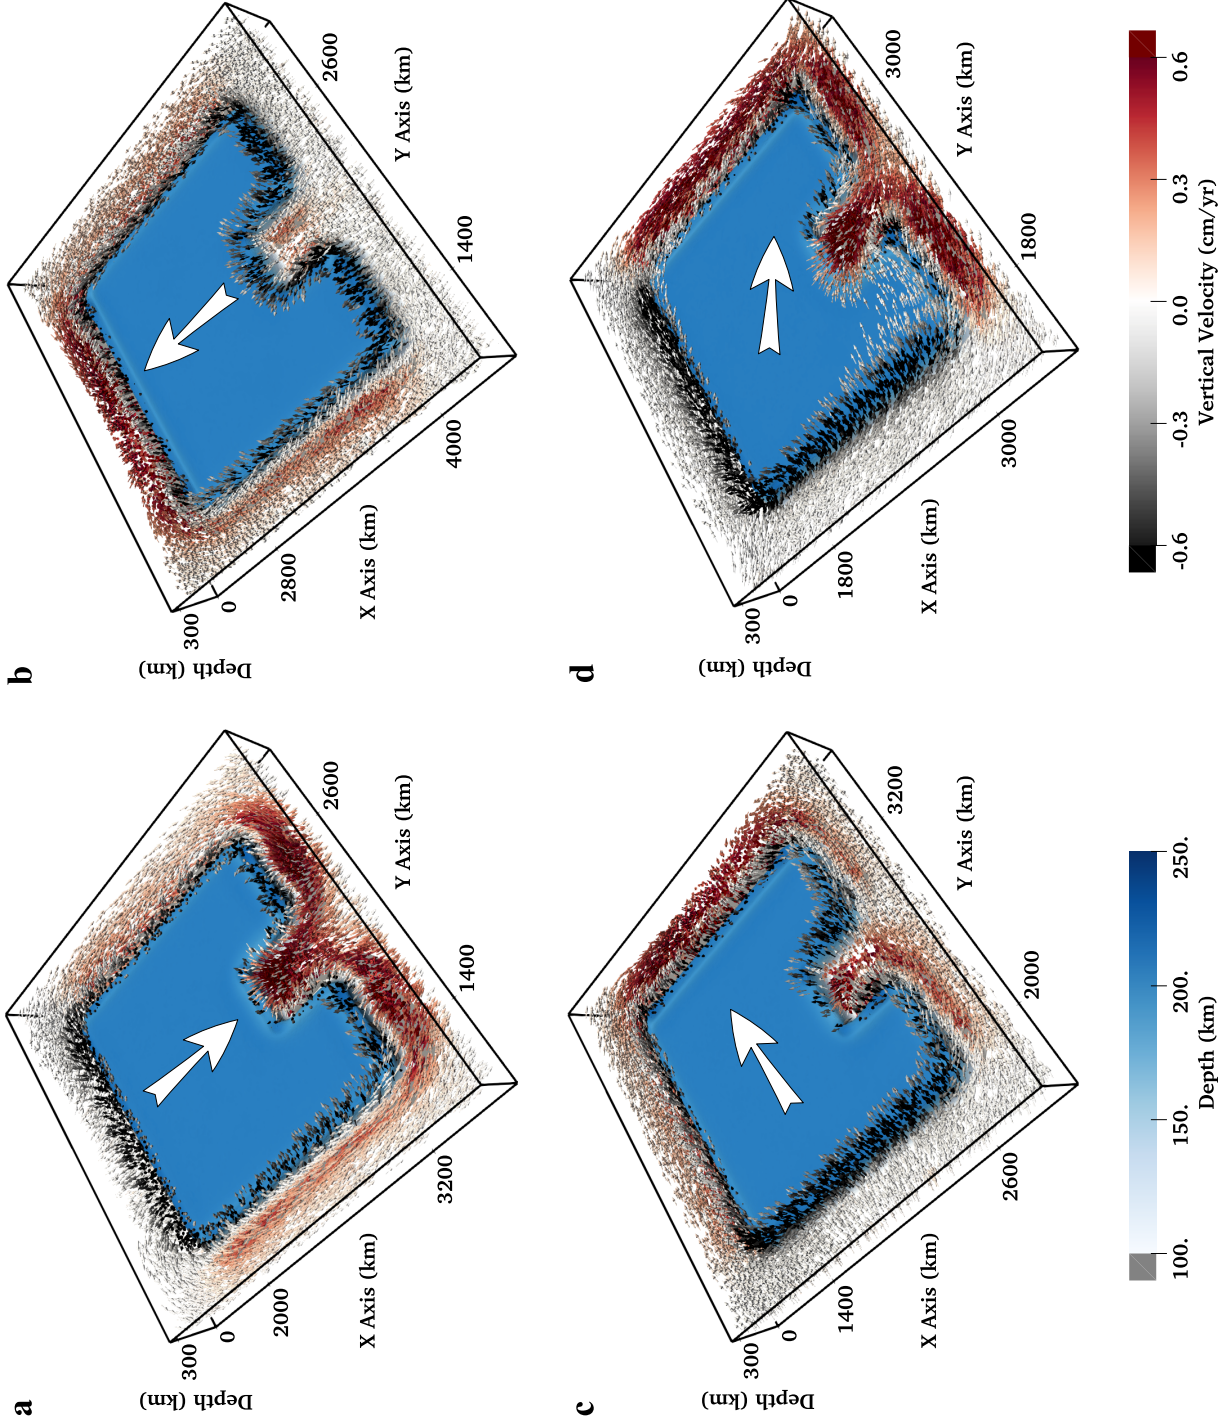 a
300
0
Depth (km)
2000
X Axis (km)
3200
1400
Y Axis (km)
2600
b
300
0
Depth (km)
2800
X Axis (km)
4000
1400
Y Axis (km)
2600
c
300
0
Depth (km)
1400
X Axis (km)
2600
2000
Y Axis (km)
3200
d
300
0
Depth (km)
1800
X Axis (km)
3000
1800
Y Axis (km)
3000
100. 150. 200. 250.
Depth (km)
-0.6 -0.3 0.0 0.3 0.6
Vertical Velocity (cm/yr)